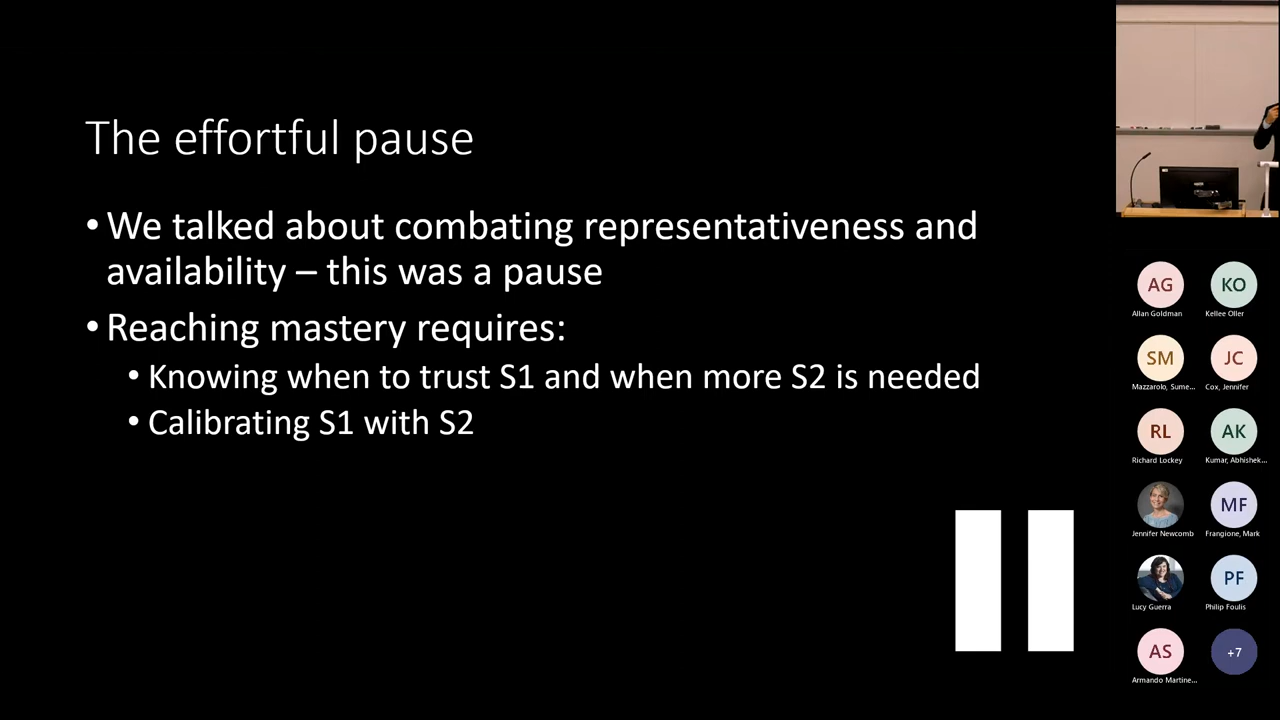 The effortful pause
• We talked about combating representativeness and
availability – this was a pause
• Reaching mastery requires:
• Knowing when to trust S1 and when more S2 is needed
• Calibrating S1 with S2
AG
KO
Allan Goldman
Kellee Oller
SM
JC
Mazzarolo, Sume...
Cox, Jennifer
RL
AK
Richard Lockey
Kumar, Abhishek...
MF
Jennifer Newcomb
Frangione, Mark
PF
Lucy Guerra
Philip Foulis
AS
+7
Armando Martine...